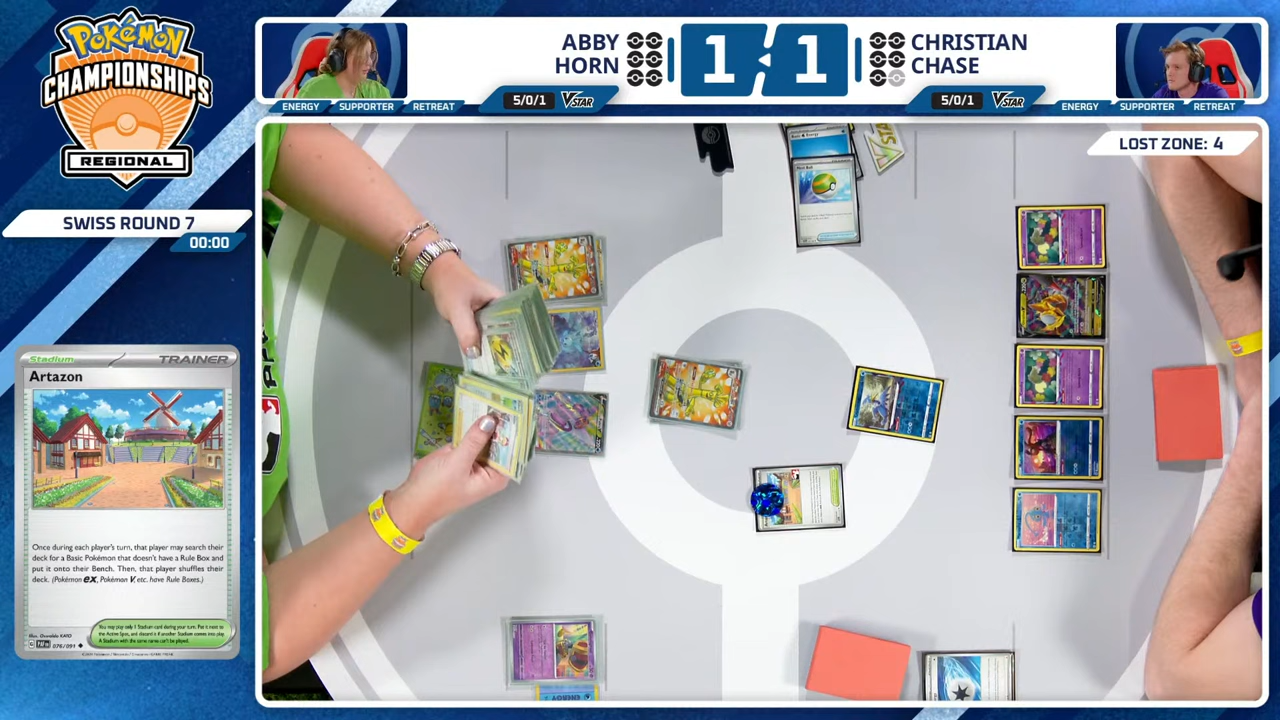 POKÉMON
CHAMPIONSHIPS
REGIONAL
SWISS ROUND 7
00:00
ABBY
HORN
1
1
CHRISTIAN
CHASE
ENERGY
SUPPORTER
RETREAT
5/0/1
VSTAR
5/0/1
VSTAR
ENERGY
SUPPORTER
RETREAT
LOST ZONE: 4
Stadium
TRAINER
Artazon
Once during each player's turn, that player may search their
deck for a Basic Pokémon that doesn't have a Rule Box and
put it onto their Bench. Then, that player shuffles their
deck. (Pokémon ex, Pokémon V, etc. have Rule Boxes.)
You may play only 1 Stadium card during your turn. Put it next to
the Active Spot, and discard it if another Stadium comes into play.
A Stadium with the same name can't be played.
076/091